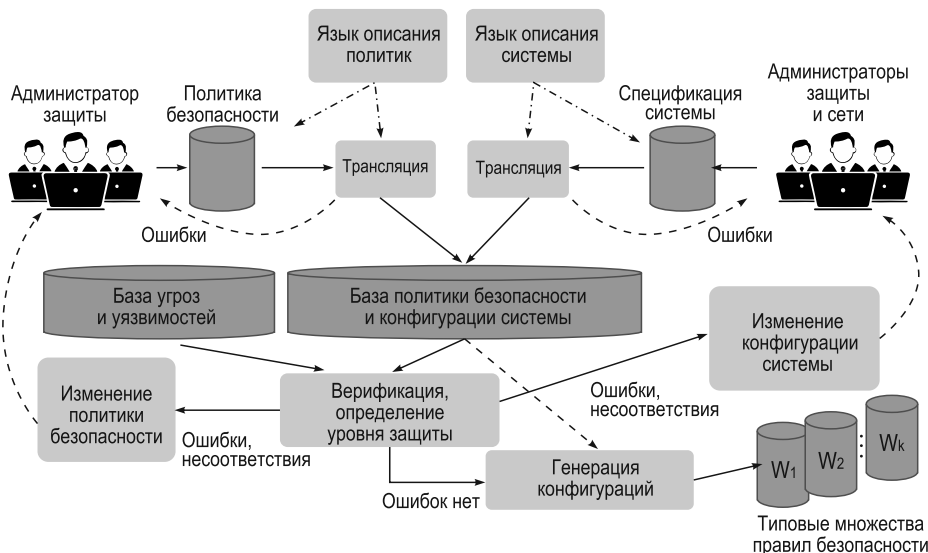 Язык описания
политик
Язык описания
системы
Администратор
защиты
Политика
безопасности
Спецификация
системы
Администраторы
защиты
и сети
Трансляция
Трансляция
Ошибки
Ошибки
База угроз
и уязвимостей
База политики безопасности
и конфигурации системы
Изменение
конфигурации
системы
Изменение
политики
безопасности
Верификация,
определение
уровня защиты
Ошибки,
несоответствия
Ошибки,
несоответствия
Ошибок нет
Генерация
конфигураций
W1
W2
Wk
Типовые множества
правил безопасности